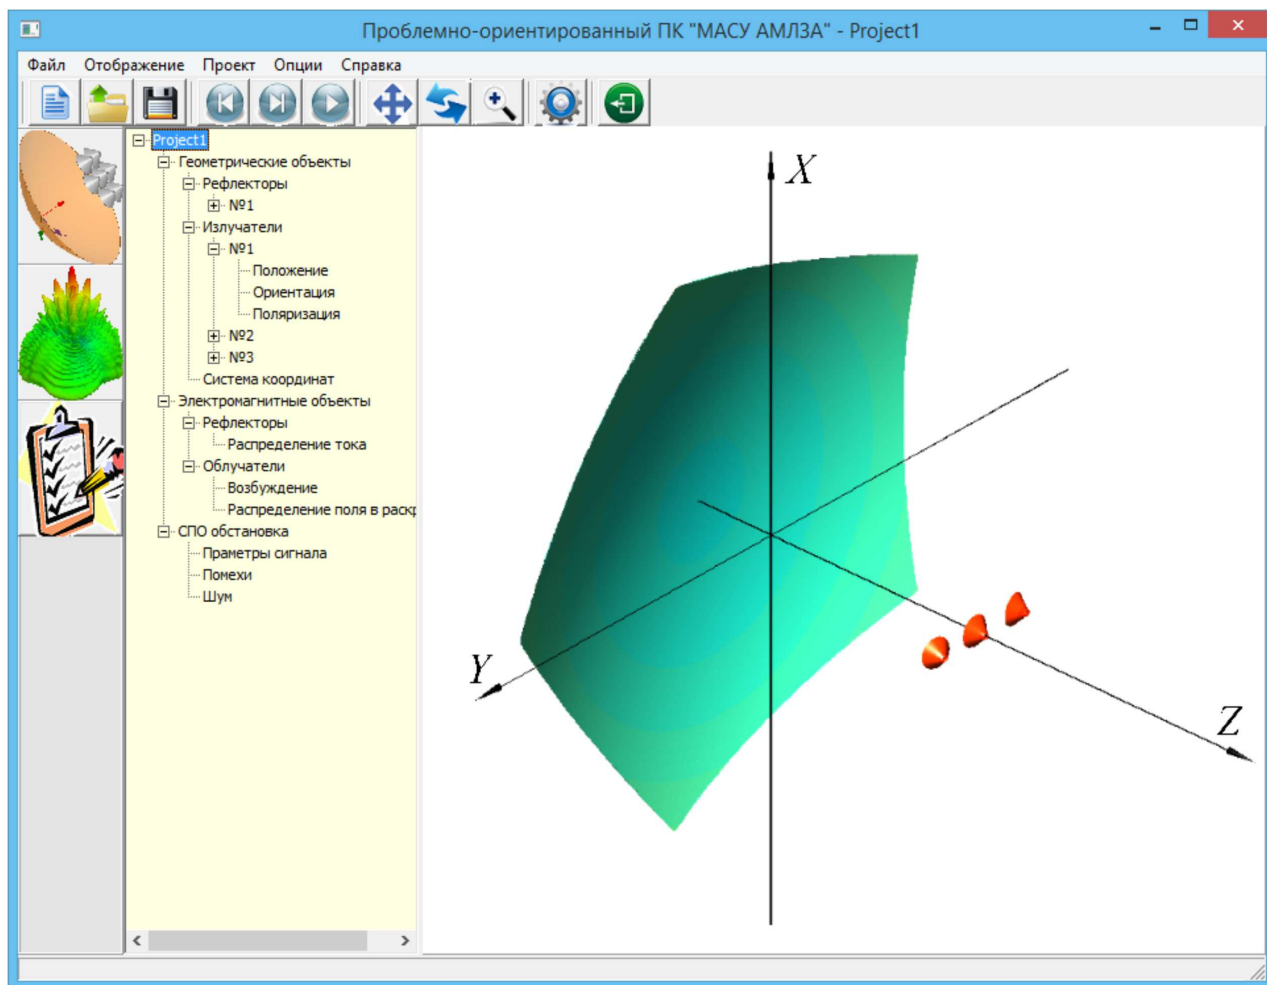 Проблемно-ориентированный ПК "МАСУ АМЛЗА" - Project1
Файл Отображение Проект Опции Справка
Project1
Геометрические объекты
Рефлекторы
№1
Излучатели
№1
Положение
Ориентация
Поляризация
№2
№3
Система координат
Электромагнитные объекты
Рефлекторы
Распределение тока
Облучатели
Возбуждение
Распределение поля в раскр
СПО обстановка
Праметры сигнала
Помехи
Шум
X
Y
Z